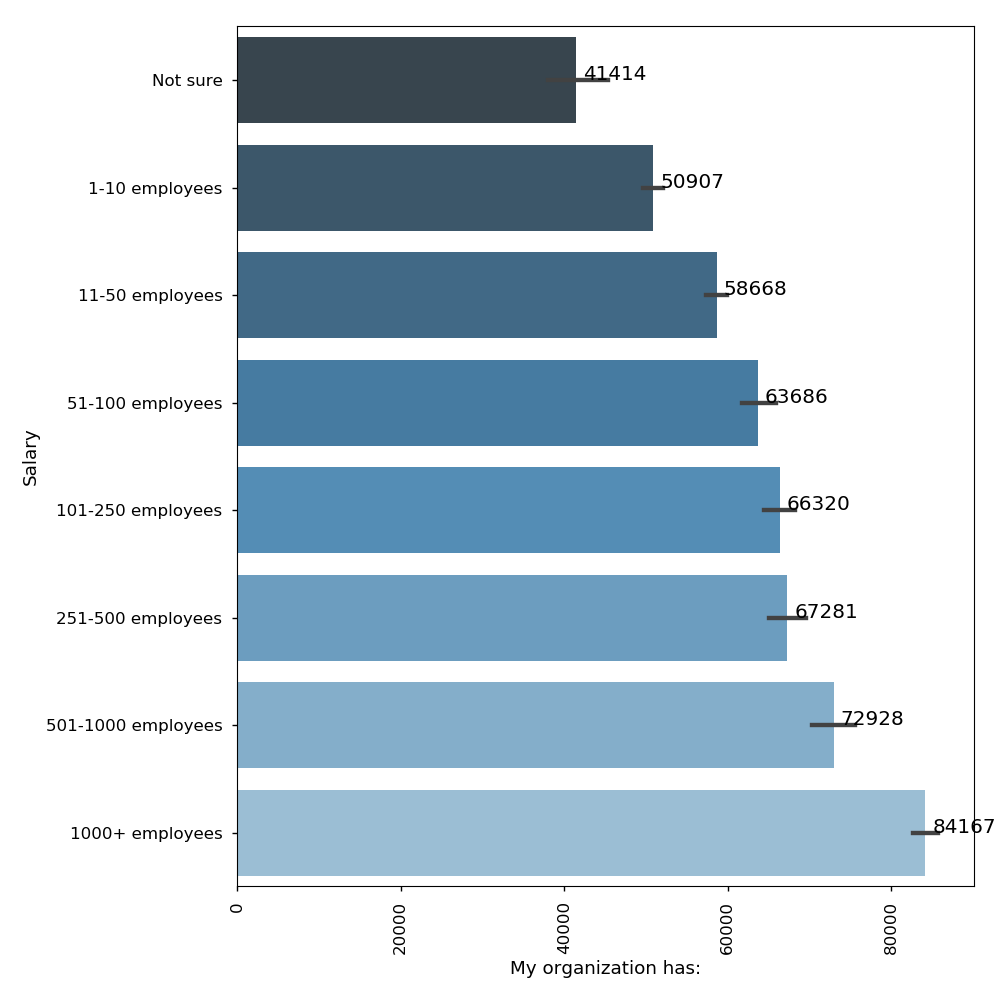 Not sure
41414
1-10 employees
50907
11-50 employees
58668
51-100 employees
63686
101-250 employees
66320
251-500 employees
67281
501-1000 employees
72928
1000+ employees
84167
Salary
0
20000
40000
60000
80000
My organization has: